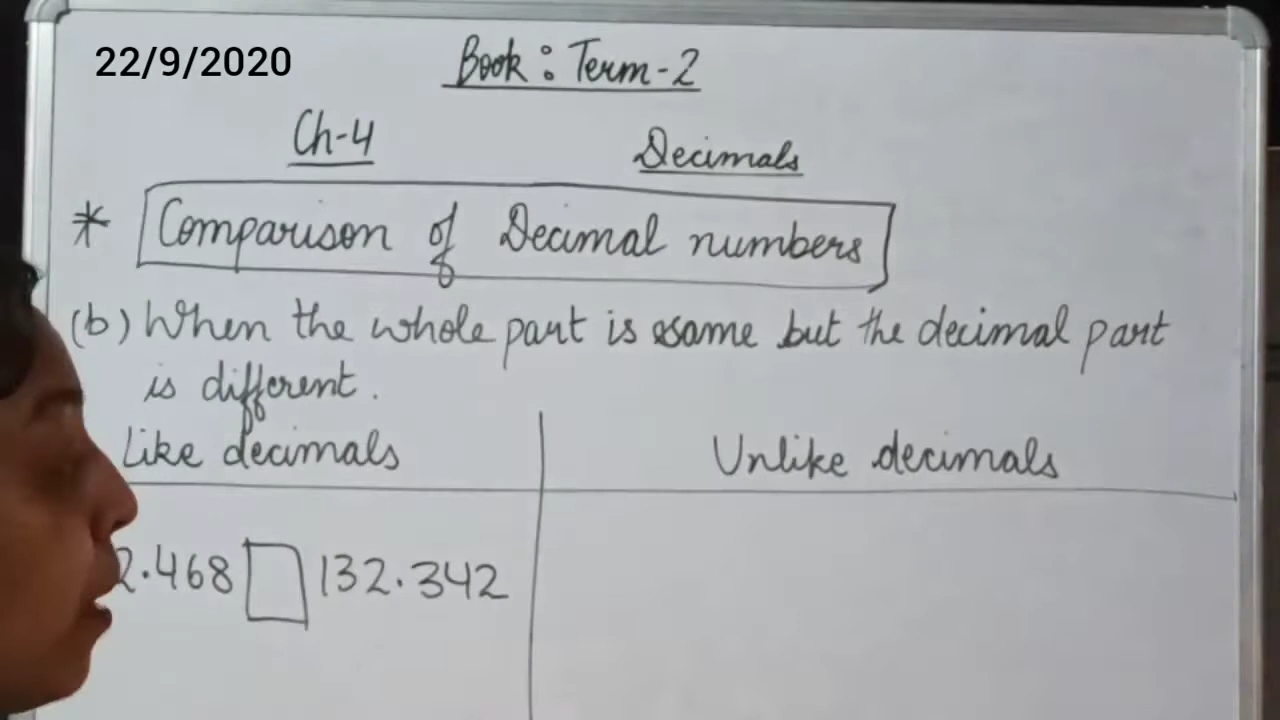 22/9/2020
Book : Term-2
Ch-4
Decimals
* Comparison of Decimal numbers
(b) When the whole part is same but the decimal part
is different.
Like decimals
Unlike decimals
2.468 132.342